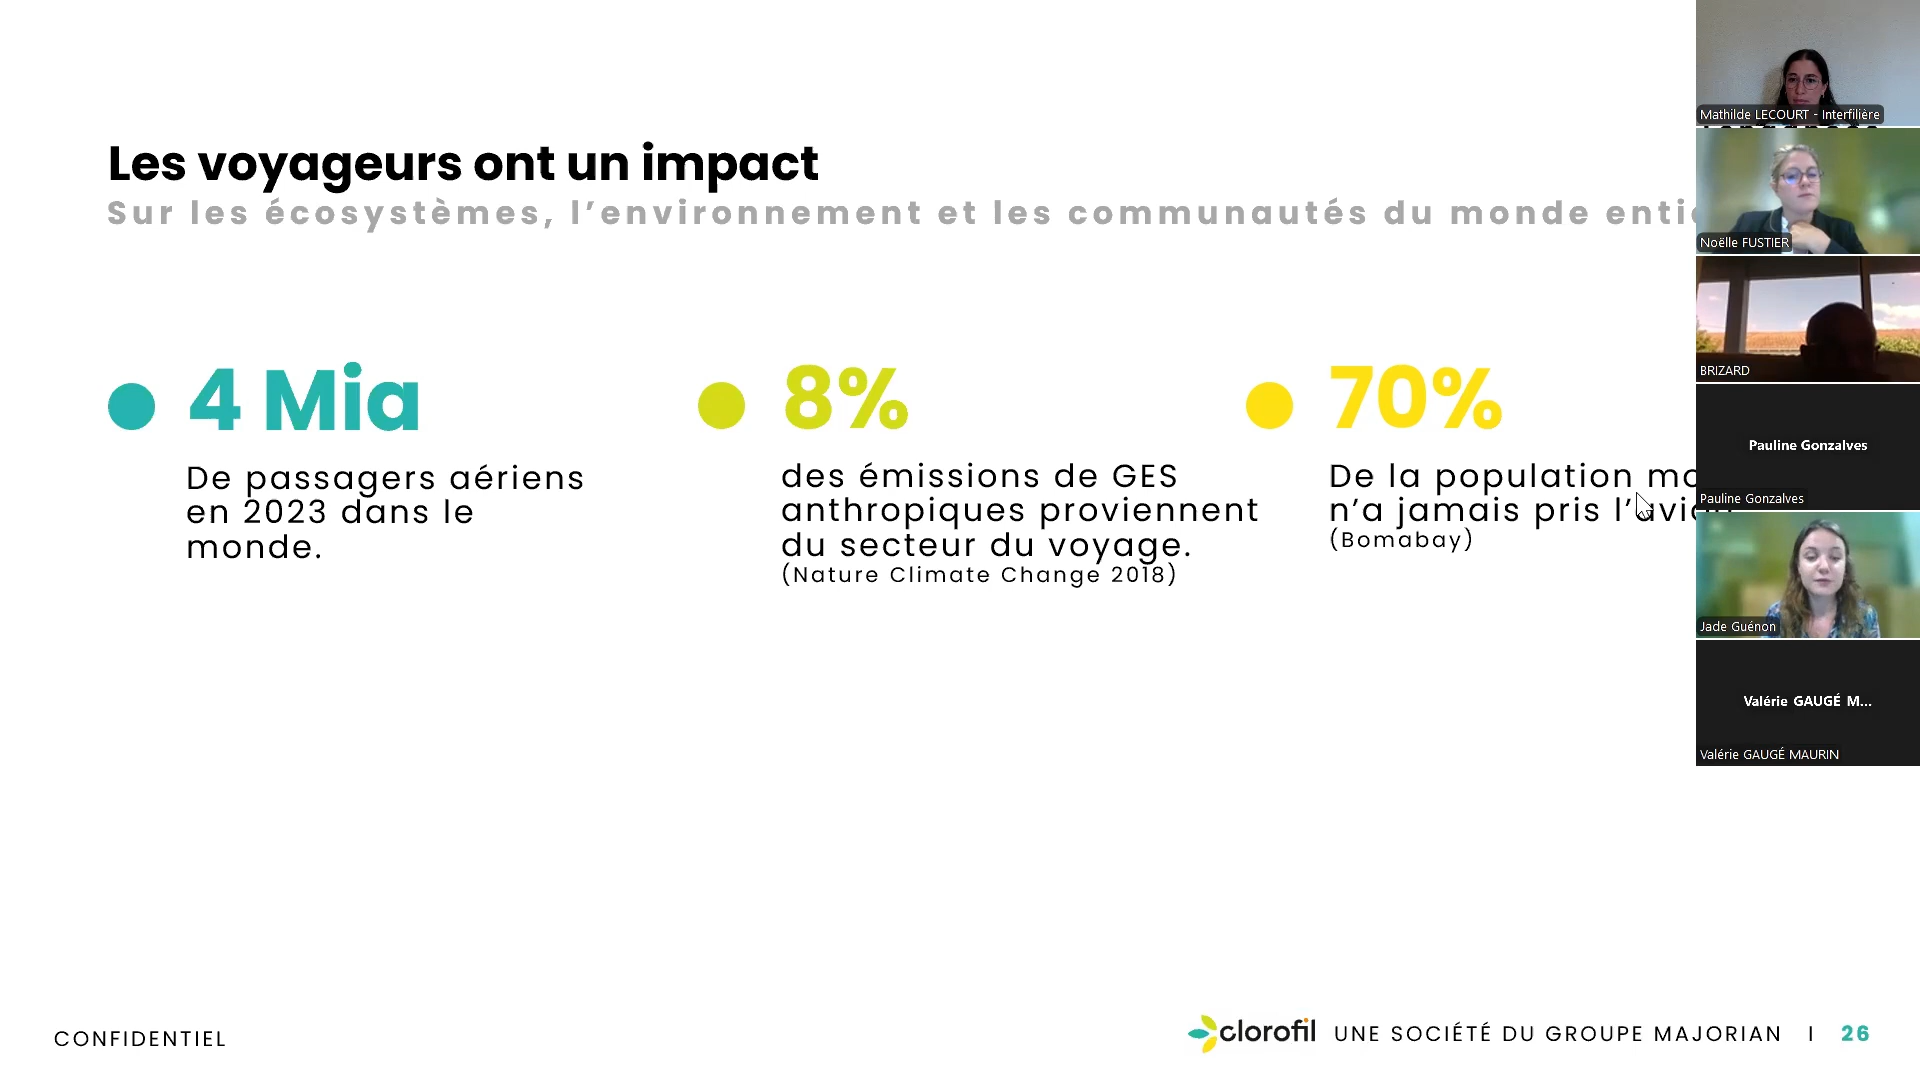 Les voyageurs ont un impact
Sur les écosystèmes, l’environnement et les communautés du monde
4 Mia
De passagers aériens
en 2023 dans le
monde.
8%
des émissions de GES
anthropiques proviennent
du secteur du voyage.
(Nature Climate Change 2018)
70%
De la population
n’a jamais pris
(Bomabay)
Mathilde LECOURT - Interfilière
Noëlle FUSTIER
BRIZARD
Pauline Gonzalves
Pauline Gonzalves
Jade Guénon
Valérie GAUGÉ M...
Valérie GAUGÉ MAURIN
CONFIDENTIEL
clorofil UNE SOCIÉTÉ DU GROUPE MAJORIAN I 26